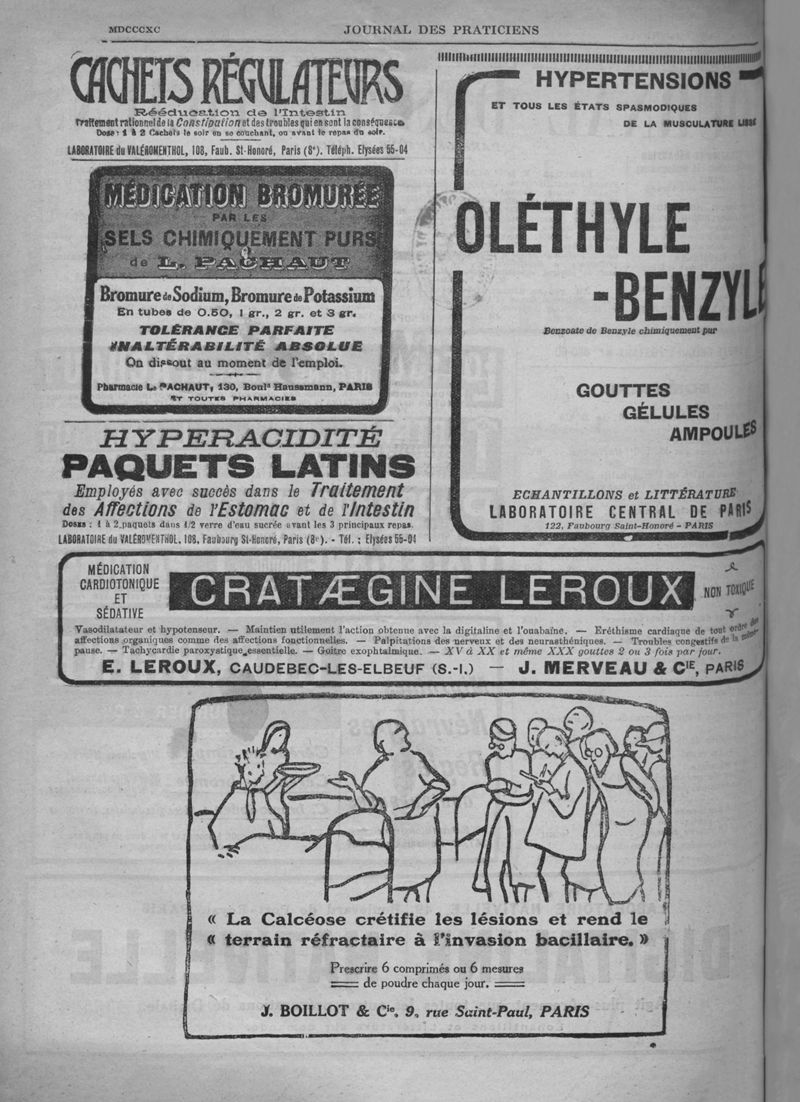 MDCCCXC
JOURNAL DES PRATICIENS
CACHETS RÉGULATEURS
Rééducation de l'Intestin
Traitement rationnel de la Constipation et des troubles qui en sont la conséquence
Dose : 1 à 2 Cachets le soir en se couchant, ou avant le repas du soir.
LABORATOIRE du VALÉROMENTHOL, 108, Faub. St-Honoré, Paris (8e). Téléph. Elysées 55-04
MÉDICATION BROMURÉE
PAR LES
SELS CHIMIQUEMENT PURS
de L. PACHAUT
Bromure de Sodium, Bromure de Potassium
En tubes de 0.50, 1 gr., 2 gr. et 3 gr.
TOLÉRANCE PARFAITE
INALTÉRABILITÉ ABSOLUE
On dissout au moment de l'emploi.
Pharmacie L. PACHAUT, 130, Bould Haussmann, PARIS
ET TOUTES PHARMACIES
HYPERACIDITÉ
PAQUETS LATINS
Employés avec succès dans le Traitement
des Affections de l'Estomac et de l'Intestin
Doses : 1 à 2 paquets dans 1/2 verre d'eau sucrée avant les 3 principaux repas.
LABORATOIRE du VALÉROMENTHOL, 108, Faubourg St-Honoré, Paris (8e). - Tél. : Elysées 55-04
HYPERTENSIONS
ET TOUS LES ÉTATS SPASMODIQUES
DE LA MUSCULATURE LISSE
OLÉTHYLE
-BENZYLE
Benzoate de Benzyle chimiquement pur
GOUTTES
GÉLULES
AMPOULES
ECHANTILLONS et LITTÉRATURE
LABORATOIRE CENTRAL DE PARIS
122, Faubourg Saint-Honoré - PARIS
MÉDICATION
CARDIOTONIQUE
ET
SÉDATIVE
CRATÆGINE LEROUX
NON TOXIQUE
Vasodilatateur et hypotenseur. — Maintien utilement l'action obtenue avec la digitaline et l'ouabaïne. — Eréthisme cardiaque de tout ordre des
affections organiques comme des affections fonctionnelles. — Palpitations des nerveux et des neurasthéniques. — Troubles congestifs de la méno-
pause. — Tachycardie paroxystique essentielle. — Goitre exophtalmique. — XV à XX et même XXX gouttes 2 ou 3 fois par jour.
E. LEROUX, CAUDEBEC-LES-ELBEUF (S.-I.) — J. MERVEAU & CIE, PARIS
« La Calcéose crétifie les lésions et rend le
« terrain réfractaire à l'invasion bacillaire. »
Prescrire 6 comprimés ou 6 mesures
de poudre chaque jour.
J. BOILLOT & Cie, 9, rue Saint-Paul, PARIS